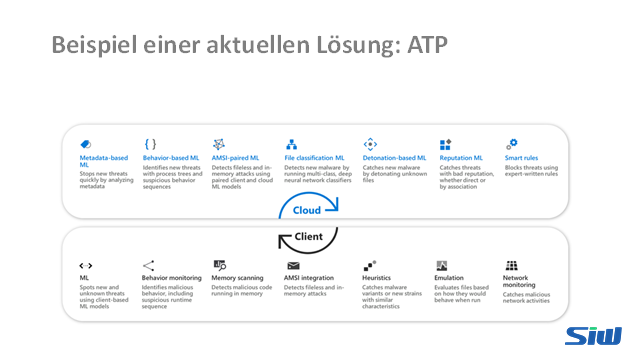 Beispiel einer aktuellen Lösung: ATP
Metadata-based
ML
Stops new threats
quickly by analyzing
metadata
Behavior-based ML
Identifies new threats
with process trees and
suspicious behavior
sequences
AMSI-paired ML
Detects fileless and in-
memory attacks using
paired client and cloud
ML models
File classification ML
Detects new malware by
running multi-class, deep
neural network classifiers
Detonation-based ML
Catches new malware
by detonating unknown
files
Reputation ML
Catches threats
with bad reputation,
whether direct or
by association
Smart rules
Blocks threats using
expert-written rules
Cloud
Client
ML
Spots new and
unknown threats
using client-based
ML models
Behavior monitoring
Identifies malicious
behavior, including
suspicious runtime
sequence
Memory scanning
Detects malicious code
running in memory
AMSI integration
Detects fileless and in-
memory attacks
Heuristics
Catches malware
variants or new strains
with similar
characteristics
Emulation
Evaluates files based
on how they would
behave when run
Network
monitoring
Catches malicious
network activities
SiW